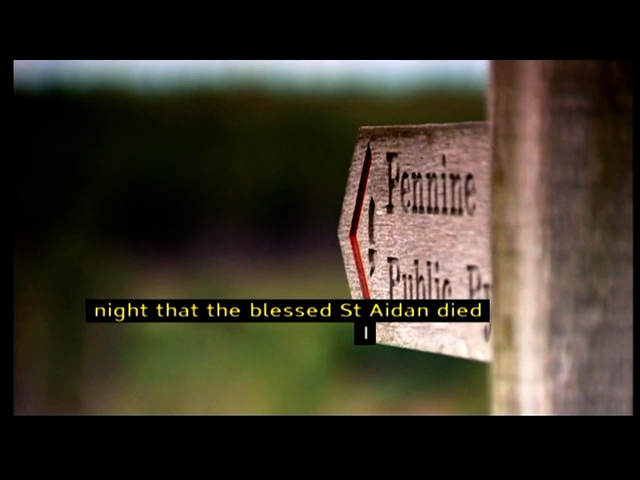 Pennine
Public
night that the blessed St Aidan died
I